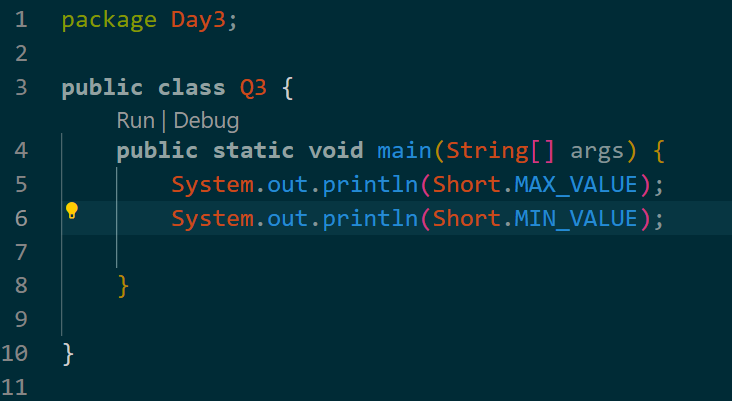 1 package Day3;
2
3 public class Q3 {
Run | Debug
4 public static void main(String[] args) {
5 System.out.println(Short.MAX_VALUE);
6 System.out.println(Short.MIN_VALUE);
7
8 }
9
10 }
11